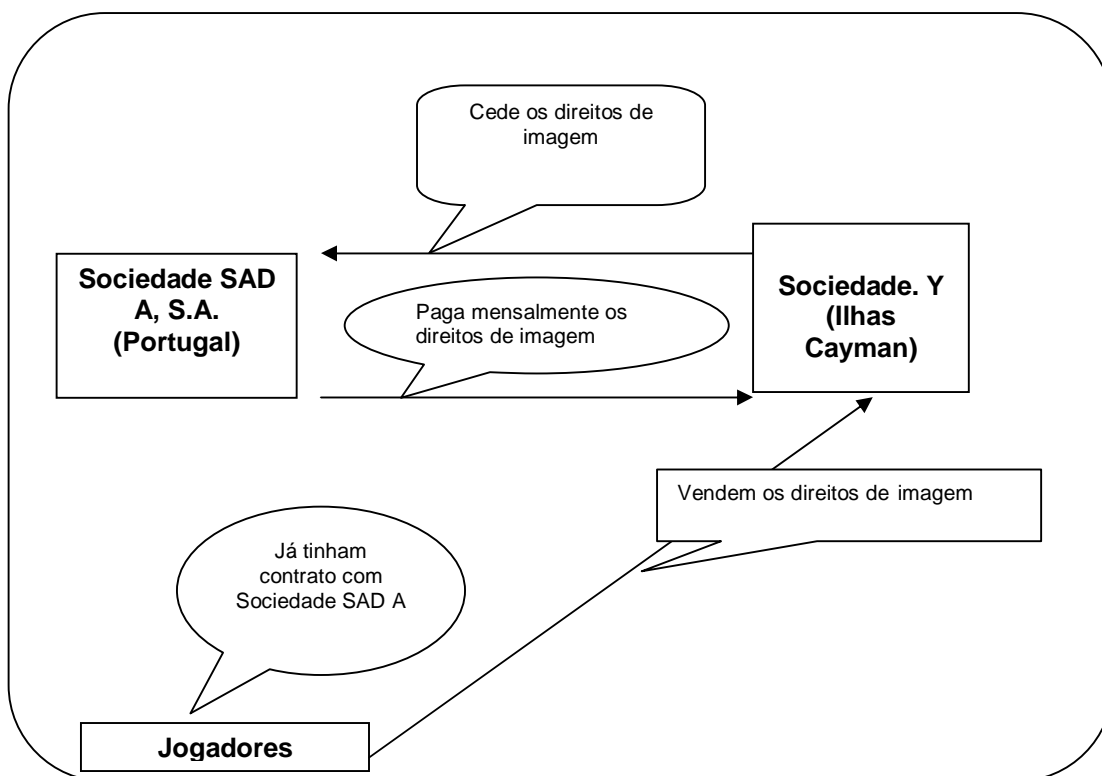 Cede os direitos de
imagem
Sociedade SAD
A, S.A.
(Portugal)
Paga mensalmente os
direitos de imagem
Sociedade. Y
(Ilhas
Cayman)
Vendem os direitos de imagem
Já tinham
contrato com
Sociedade SAD A
Jogadores